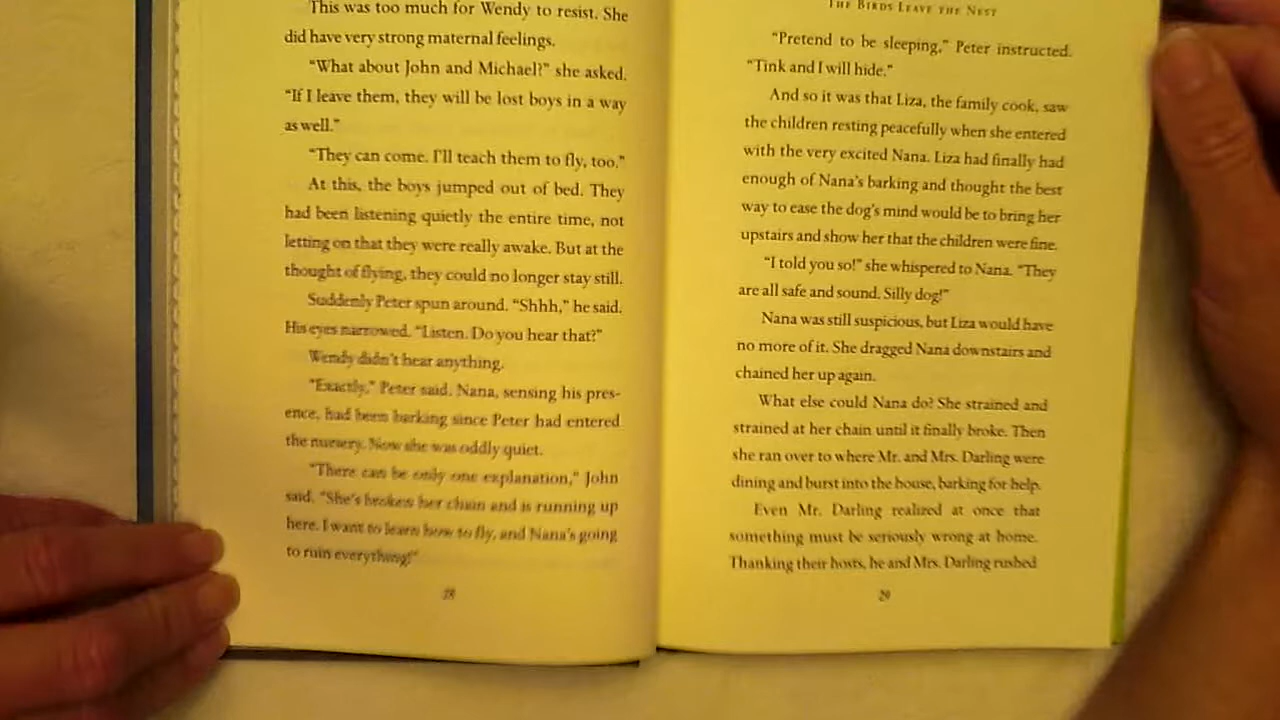 This was too much for Wendy to resist. She
did have very strong maternal feelings.
"What about John and Michael?" she asked.
"If I leave them, they will be lost boys in a way
as well."
"They can come. I'll teach them to fly, too."
At this, the boys jumped out of bed. They
had been listening quietly the entire time, not
letting on that they were really awake. But at the
thought of flying, they could no longer stay still.
Suddenly Peter spun around. "Shhh," he said.
His eyes narrowed. "Listen. Do you hear that?"
Wendy didn't hear anything.
"Exactly," Peter said. Nana, sensing his pres-
ence, had been barking since Peter had entered
the nursery. Now she was oddly quiet.
"There can be only one explanation," John
said. "She's broken her chain and is running up
here. I want to learn how to fly, and Nana's going
to ruin everything!"
28
The Birds Leave the Nest
"Pretend to be sleeping," Peter instructed.
"Tink and I will hide."
And so it was that Liza, the family cook, saw
the children resting peacefully when she entered
with the very excited Nana. Liza had finally had
enough of Nana's barking and thought the best
way to ease the dog's mind would be to bring her
upstairs and show her that the children were fine.
"I told you so!" she whispered to Nana. "They
are all safe and sound. Silly dog!"
Nana was still suspicious, but Liza would have
no more of it. She dragged Nana downstairs and
chained her up again.
What else could Nana do? She strained and
strained at her chain until it finally broke. Then
she ran over to where Mr. and Mrs. Darling were
dining and burst into the house, barking for help.
Even Mr. Darling realized at once that
something must be seriously wrong at home.
Thanking their hosts, he and Mrs. Darling rushed
29